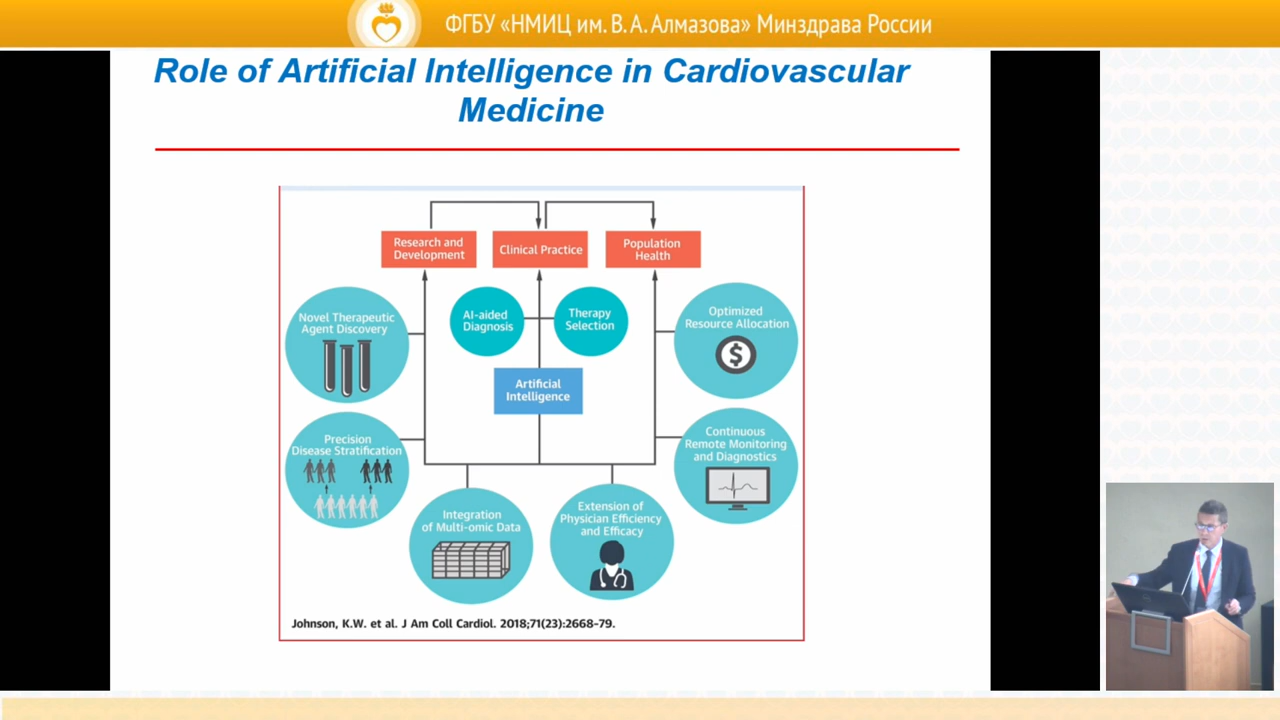 ФГБУ «НМИЦ им. В. А. Алмазова» Минздрава России
Role of Artificial Intelligence in Cardiovascular
Medicine
Research and
Development
Clinical Practice
Population
Health
Novel Therapeutic
Agent Discovery
AI-aided
Diagnosis
Therapy
Selection
Optimized
Resource Allocation
$
Artificial
Intelligence
Precision
Disease Stratification
Continuous
Remote Monitoring
and Diagnostics
Integration
of Multi-omic Data
Extension of
Physician Efficiency
and Efficacy
Johnson, K.W. et al. J Am Coll Cardiol. 2018;71(23):2668–79.